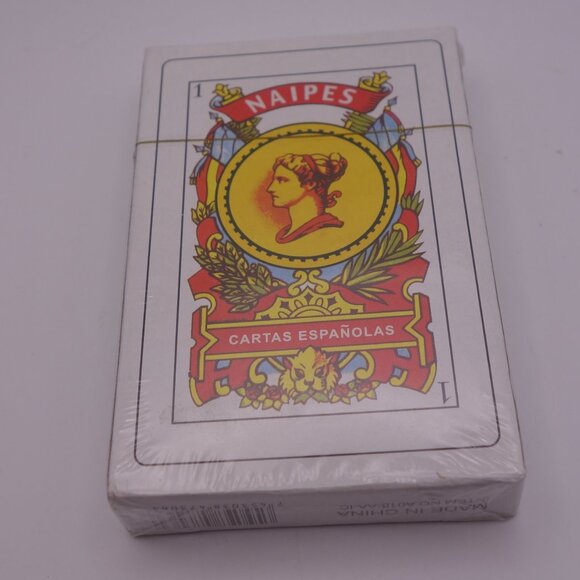 1
NAIPES
CARTAS ESPAÑOLAS
1
MADE IN CHINA